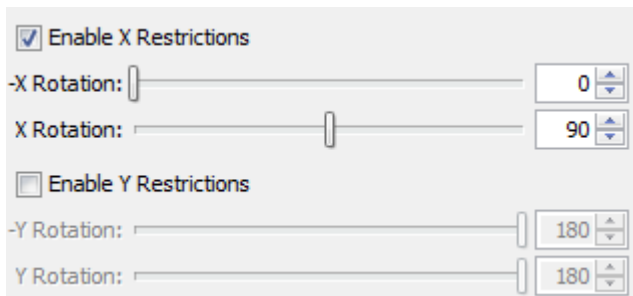 Enable X Restrictions
-X Rotation: 0
X Rotation: 90
Enable Y Restrictions
-Y Rotation: 180
Y Rotation: 180